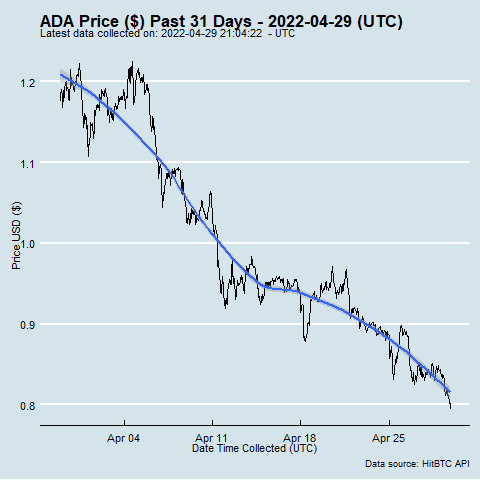 ADA Price ($) Past 31 Days - 2022-04-29 (UTC)
Latest data collected on: 2022-04-29 21:04:22 - UTC
1.2
1.1
1.0
0.9
0.8
Price USD ($)
Apr 04 Apr 11 Apr 18 Apr 25
Date Time Collected (UTC)
Data source: HitBTC API